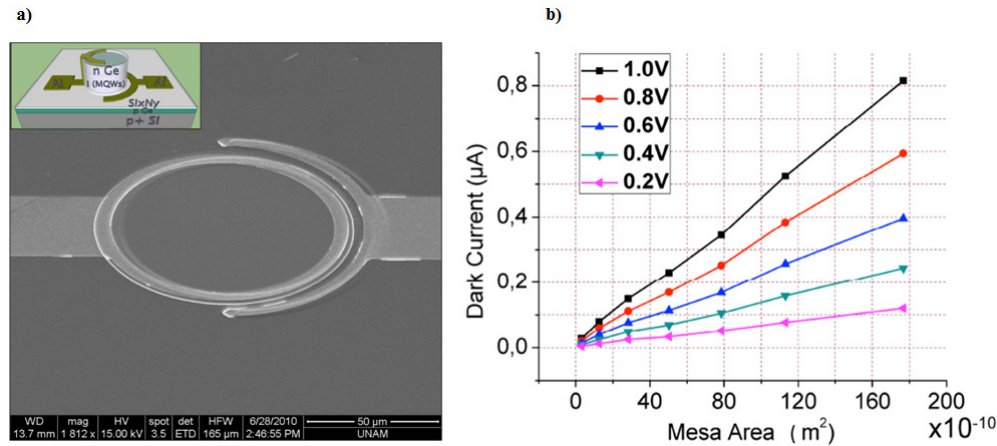 a)
n Ge
i (MQWs)
Al
Al
SixNy
p Ge
p+ Si
WD mag HV spot det HFW 6/28/2010 50 µm
13.7 mm 1 812 x 15.00 kV 3.5 ETD 165 µm 2:46:55 PM UNAM
b)
1.0V
0.8V
0.6V
0.4V
0.2V
Dark Current (µA)
0,8
0,6
0,4
0,2
0,0
0 40 80 120 160 200
Mesa Area (m²) x10⁻¹⁰